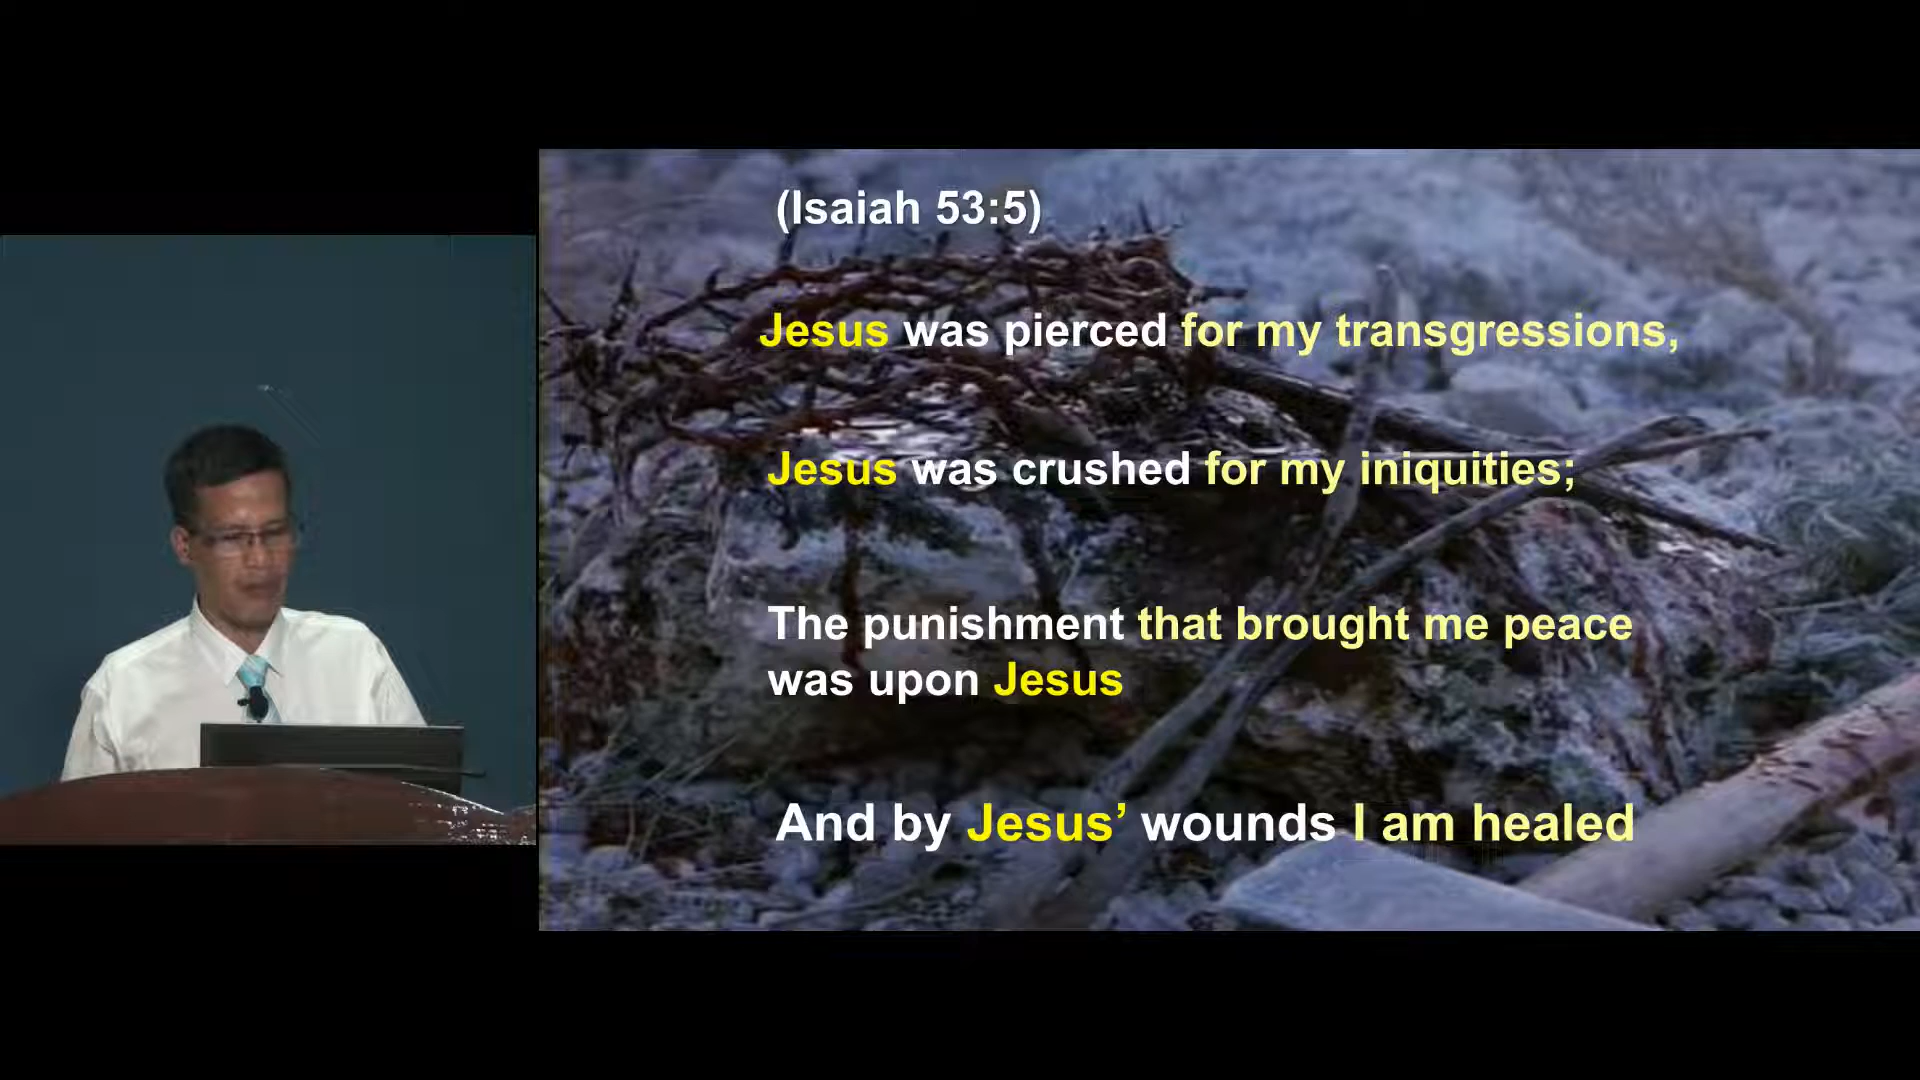 (Isaiah 53:5)
Jesus was pierced for my transgressions,
Jesus was crushed for my iniquities;
The punishment that brought me peace
was upon Jesus
And by Jesus’ wounds I am healed